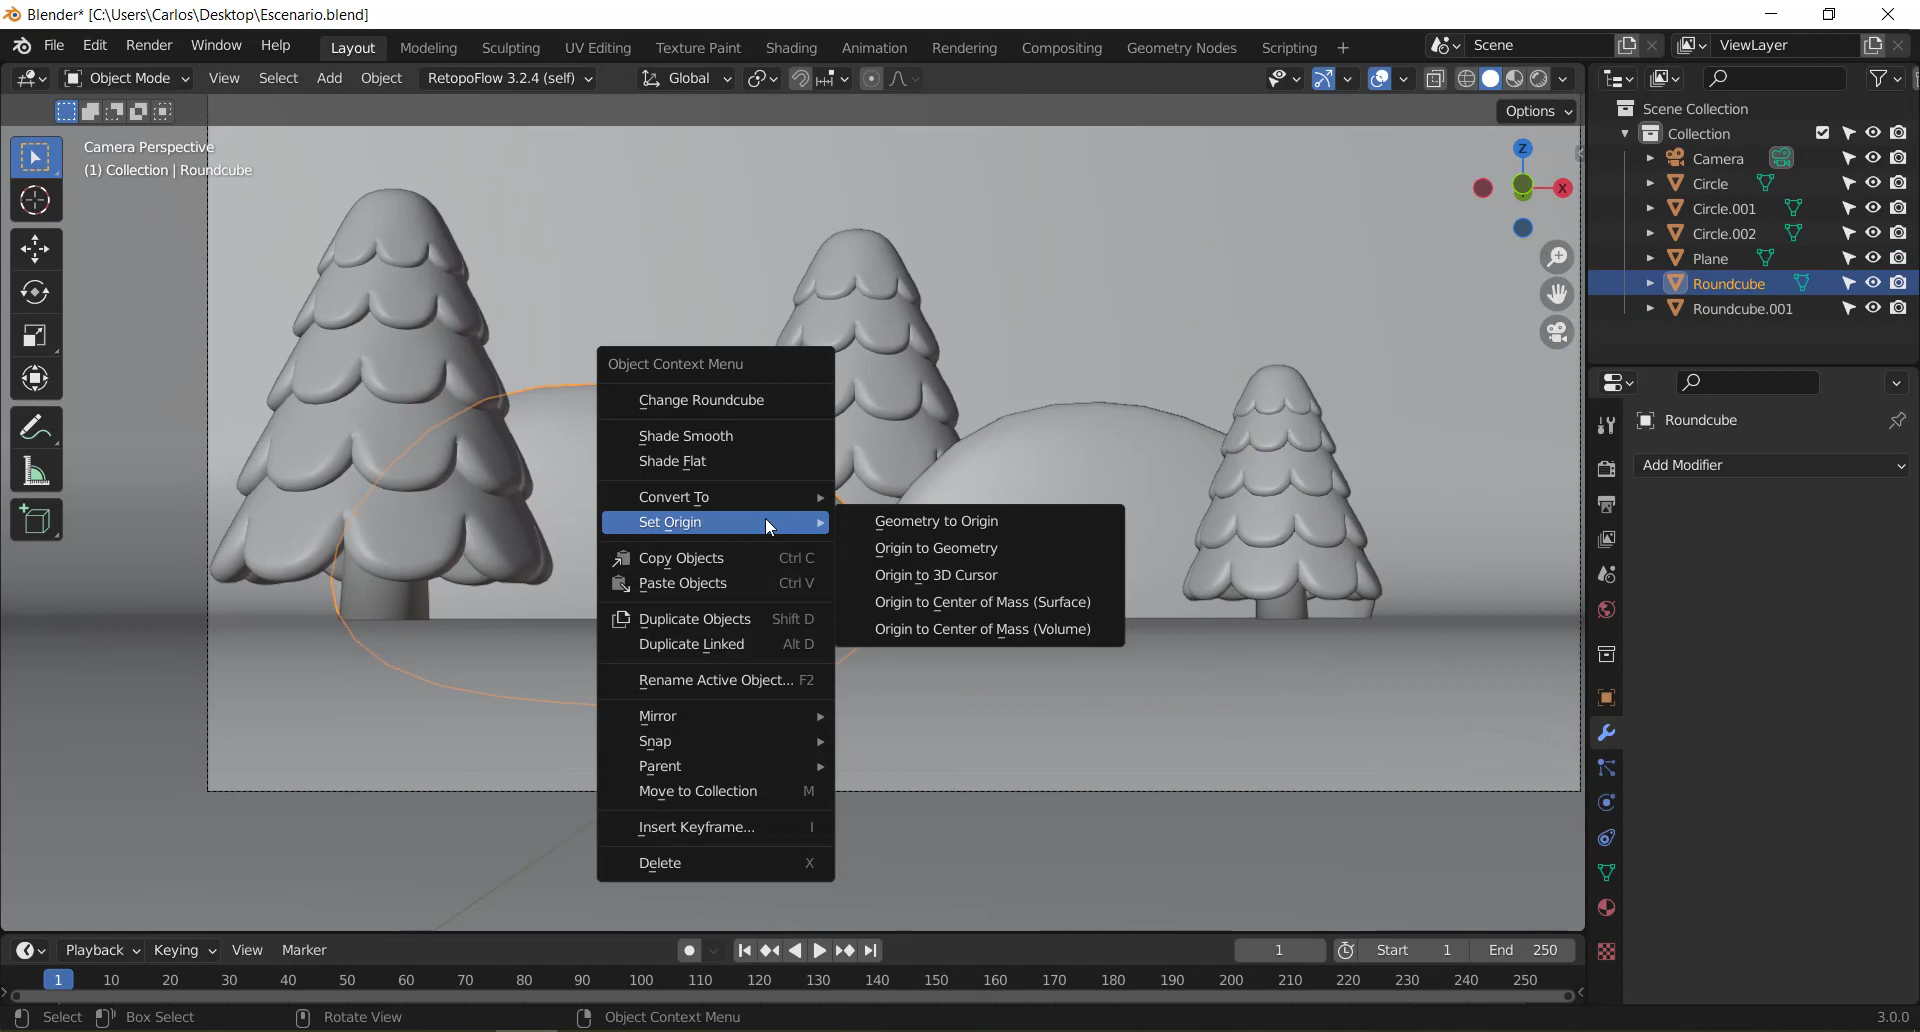 Blender* [C:\Users\Carlos\Desktop\Escenario.blend]
File Edit Render Window Help
Layout Modeling Sculpting UV Editing Texture Paint Shading Animation Rendering Compositing Geometry Nodes Scripting +
Scene
ViewLayer
Object Mode View Select Add Object RetopoFlow 3.2.4 (self) Global
Options
Camera Perspective
(1) Collection | Roundcube
Z
X
Scene Collection
Collection
Camera
Circle
Circle.001
Circle.002
Plane
Roundcube
Roundcube.001
Roundcube
Add Modifier
Object Context Menu
Change Roundcube
Shade Smooth
Shade Flat
Convert To
Set Origin
Copy Objects Ctrl C
Paste Objects Ctrl V
Duplicate Objects Shift D
Duplicate Linked Alt D
Rename Active Object... F2
Mirror
Snap
Parent
Move to Collection M
Insert Keyframe... I
Delete X
Geometry to Origin
Origin to Geometry
Origin to 3D Cursor
Origin to Center of Mass (Surface)
Origin to Center of Mass (Volume)
Playback Keying View Marker
1 Start 1 End 250
1 10 20 30 40 50 60 70 80 90 100 110 120 130 140 150 160 170 180 190 200 210 220 230 240 250
Select Box Select Rotate View Object Context Menu 3.0.0